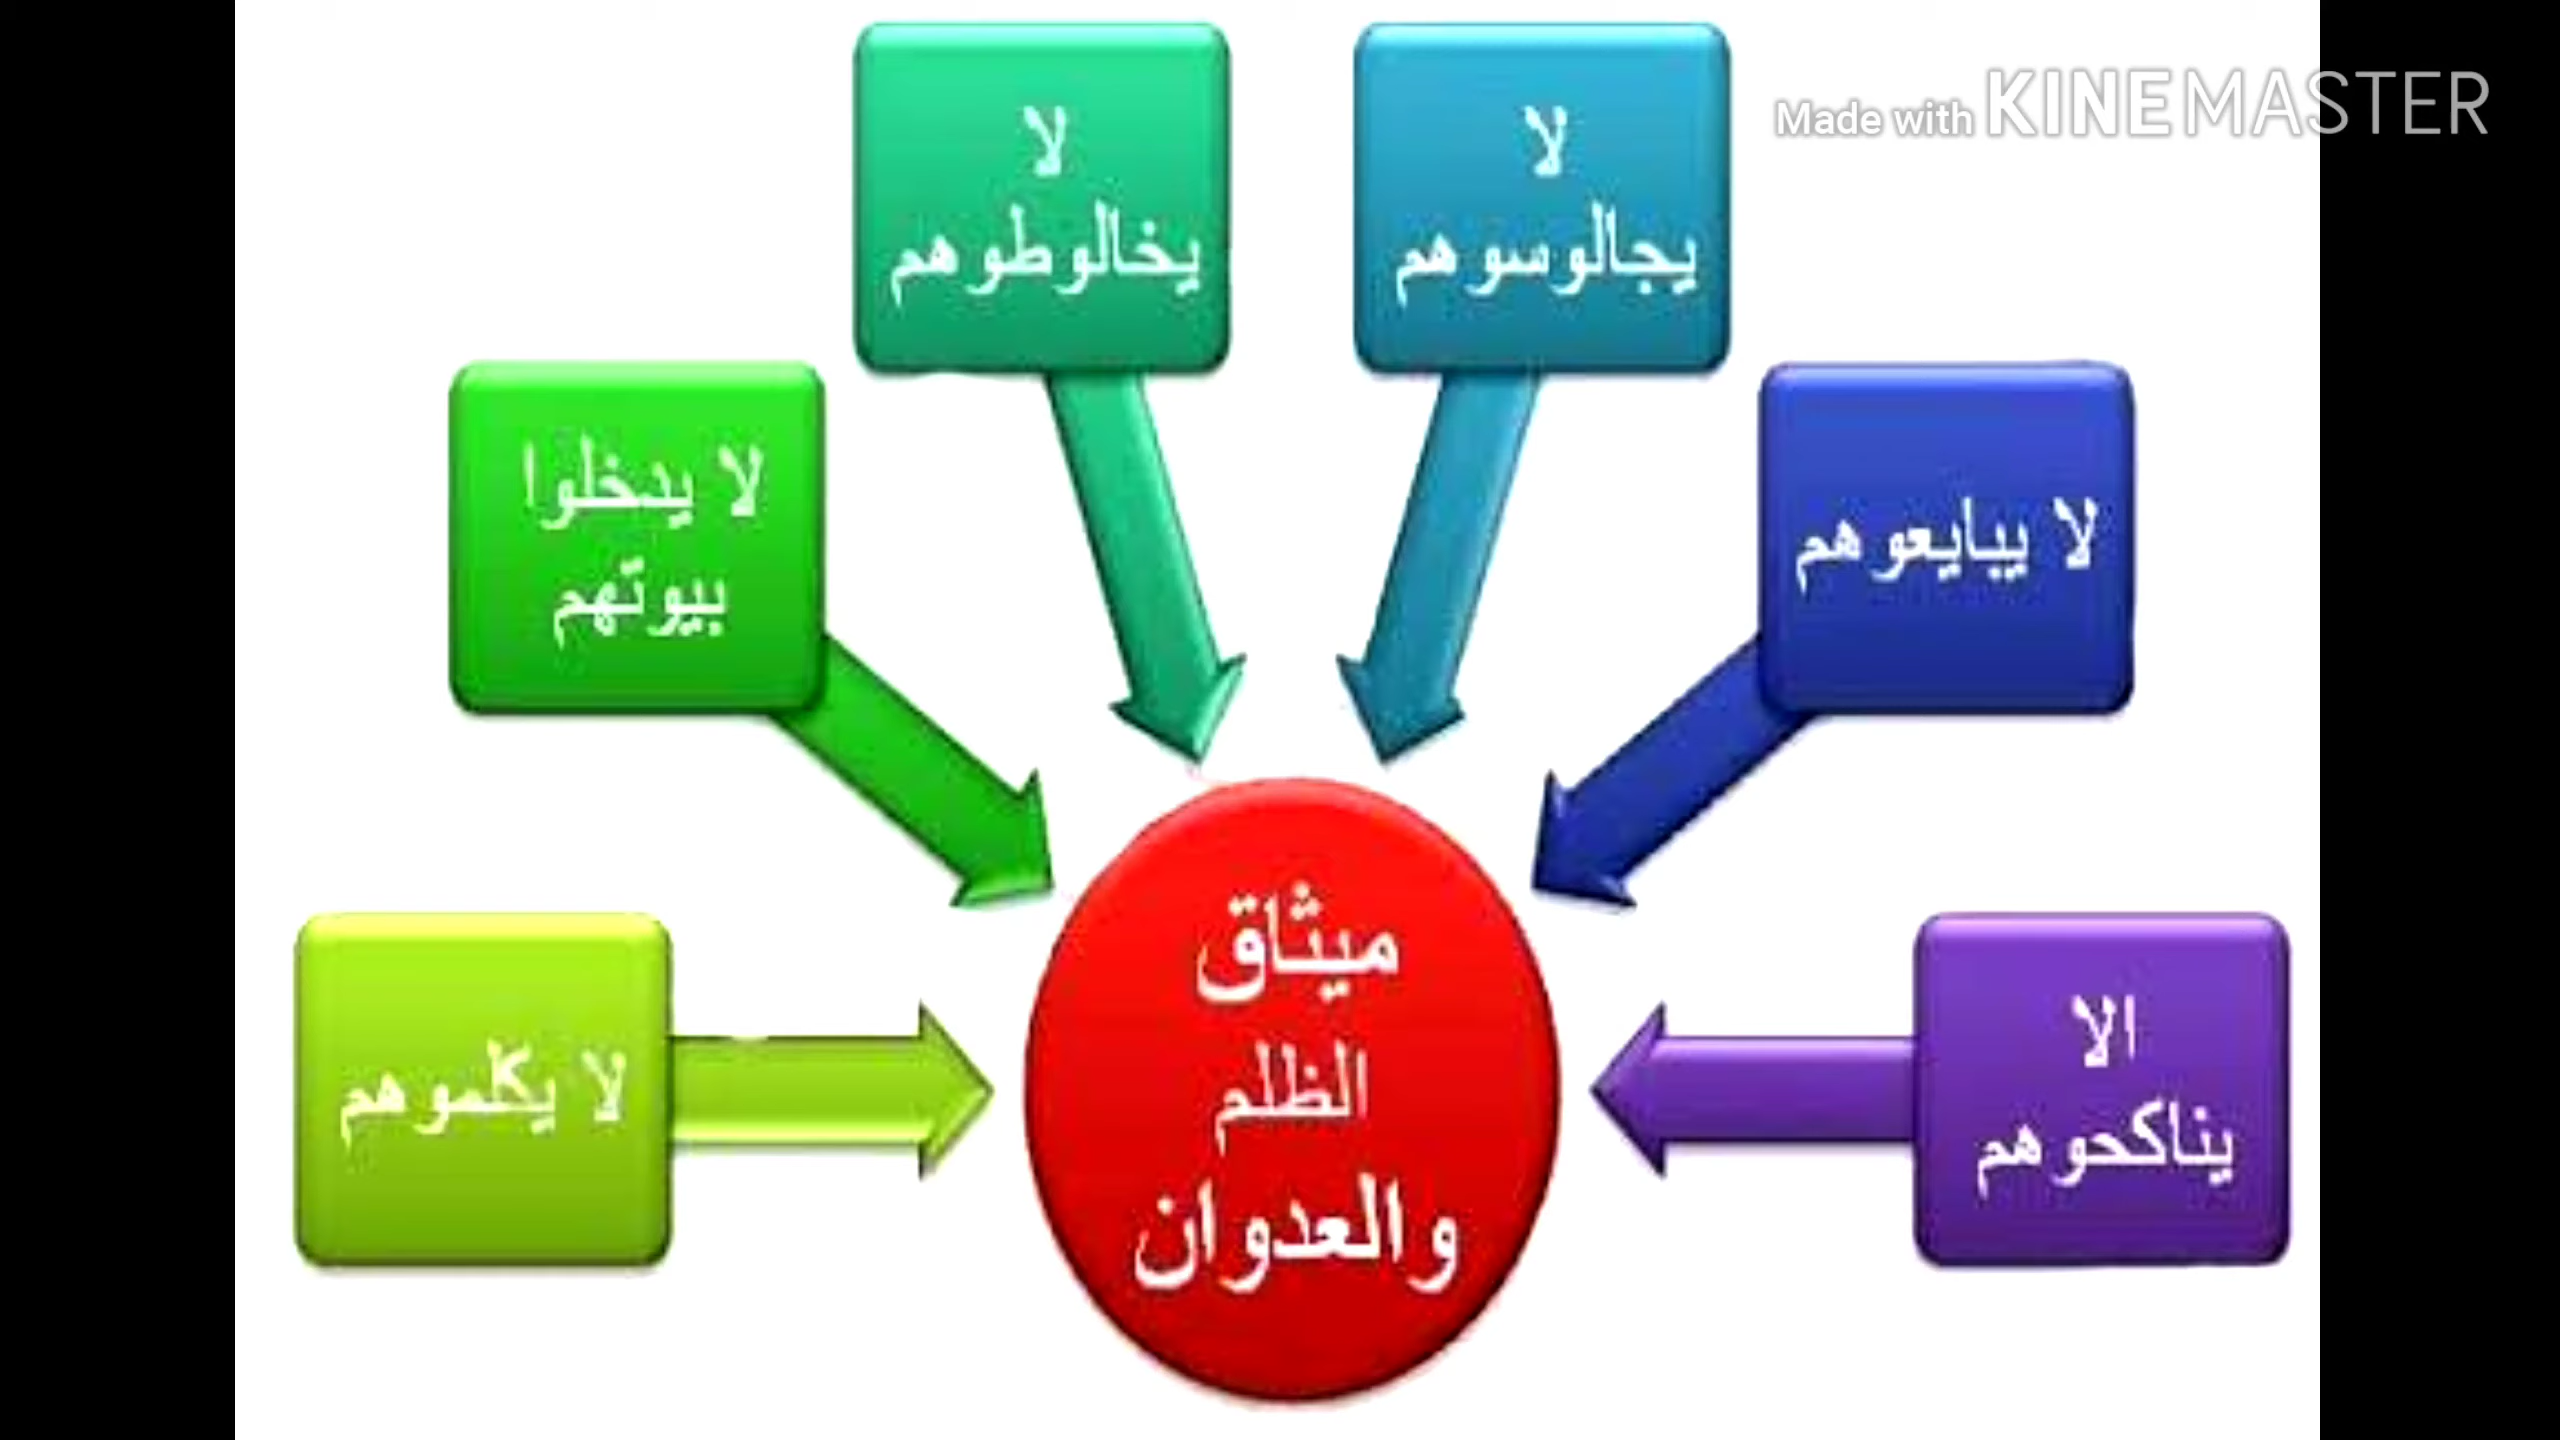 Made with KINEMASTER
لا
يجالوسوهم
لا
يخالوطوهم
لا يبايعوهم
لا يدخلوا
بيوتهم
الا
يناكحوهم
لا يكلموهم
ميثاق
الظلم
والعدوان